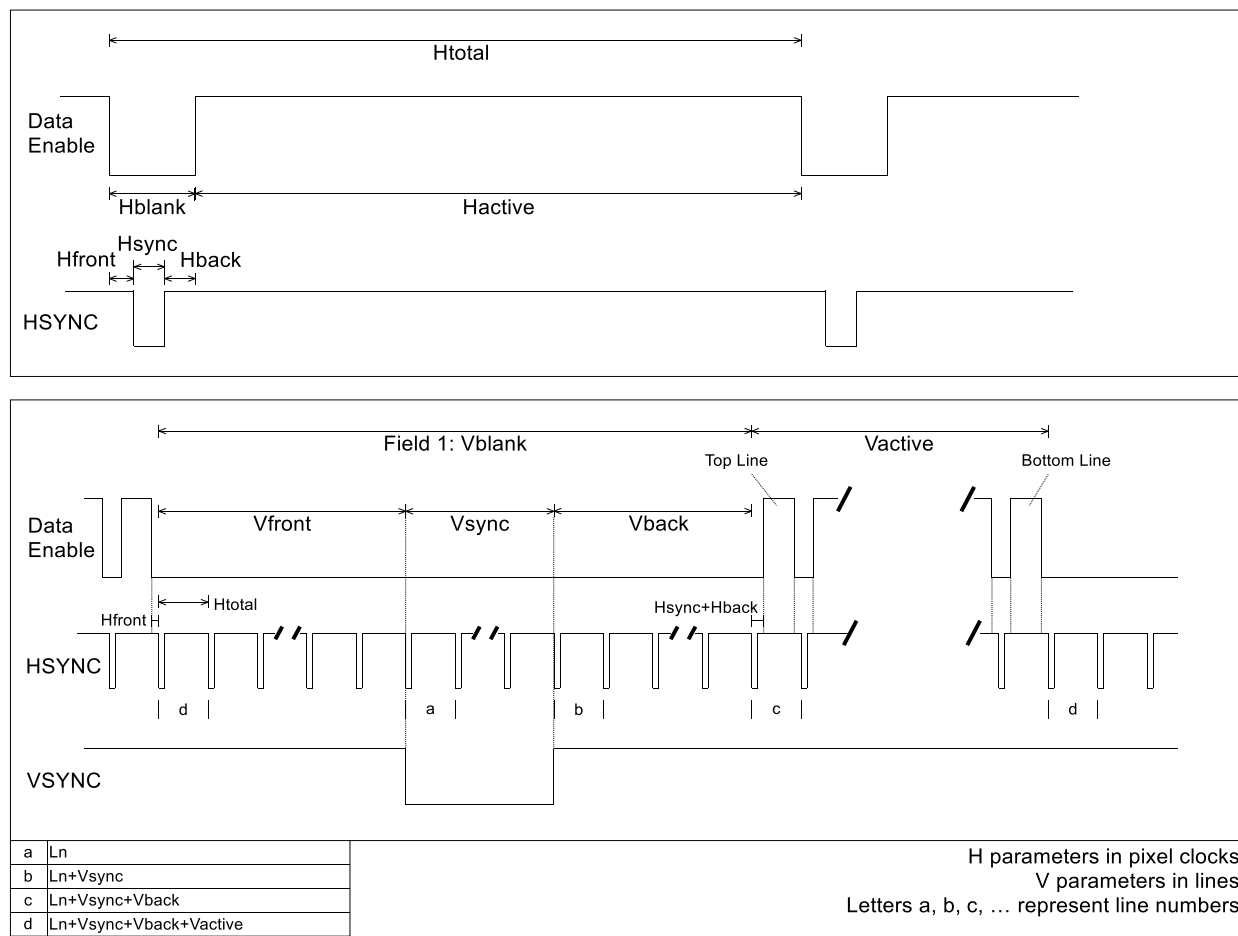 Htotal
Data
Enable
Hblank
Hactive
Hsync
Hfront
Hback
HSYNC
Field 1: Vblank
Vactive
Top Line
Bottom Line
Data
Enable
Vfront
Vsync
Vback
Htotal
Hfront
Hsync+Hback
HSYNC
d
a
b
c
d
VSYNC
a Ln
b Ln+Vsync
c Ln+Vsync+Vback
d Ln+Vsync+Vback+Vactive
H parameters in pixel clocks
V parameters in lines
Letters a, b, c, … represent line numbers